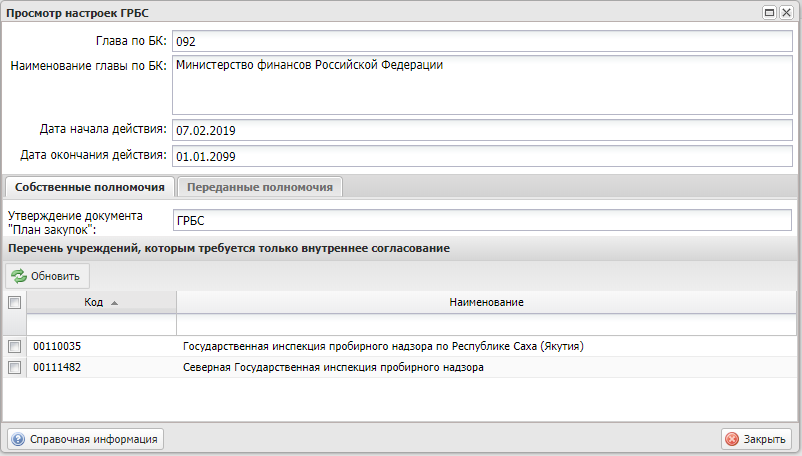 Просмотр настроек ГРБС
Глава по БК: 092
Наименование главы по БК: Министерство финансов Российской Федерации
Дата начала действия: 07.02.2019
Дата окончания действия: 01.01.2099
Собственные полномочия Переданные полномочия
Утверждение документа
"План закупок": ГРБС
Перечень учреждений, которым требуется только внутреннее согласование
Обновить
Код Наименование
00110035 Государственная инспекция пробирного надзора по Республике Саха (Якутия)
00111482 Северная Государственная инспекция пробирного надзора
Справочная информация Закрыть